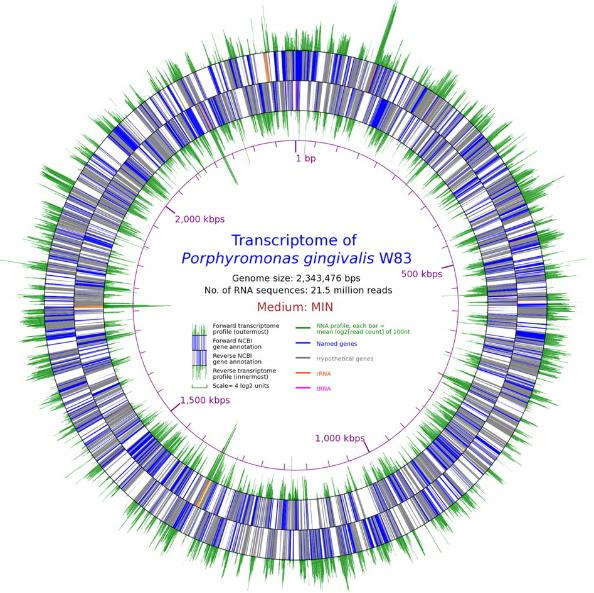 1 bp
2,000 kbps
Transcriptome of
Porphyromonas gingivalis W83
500 kbps
Genome size: 2,343,476 bps
No. of RNA sequences: 21.5 million reads
Medium: MIN
Forward transcriptome
profile (outermost)
Forward NCBI
gene annotation
Reverse NCBI
gene annotation
Reverse transcriptome
profile (innermost)
Scale= 4 log2 units
RNA profile; each bar =
mean log2[read count] of 100nt
Named genes
Hypothetical genes
rRNA
tRNA
1,500 kbps
1,000 kbps